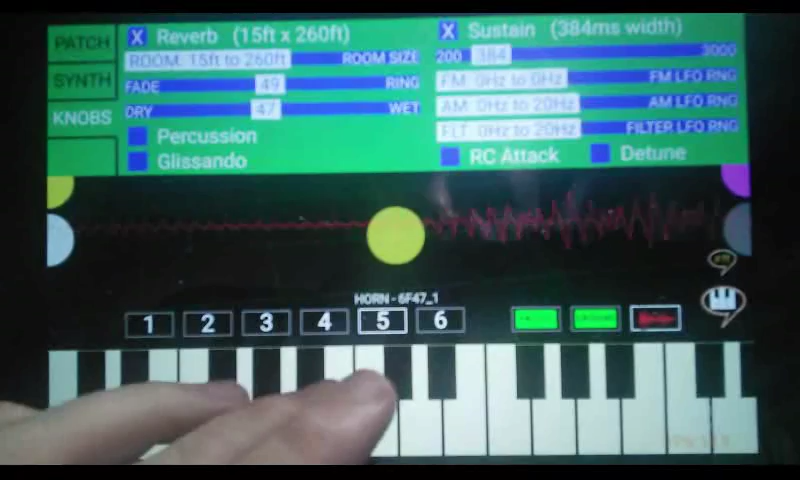 PATCH
SYNTH
KNOBS
X Reverb (15ft x 260ft)
ROOM: 15ft to 260ft ROOM SIZE
FADE 49 RING
DRY 47 WET
Percussion
Glissando
X Sustain (384ms width)
200 384 3000
FM: 0Hz to 0Hz FM LFO RNG
AM: 0Hz to 20Hz AM LFO RNG
FLT: 0Hz to 20Hz FILTER LFO RNG
RC Attack Detune
HORN - 6F47_1
1 2 3 4 5 6